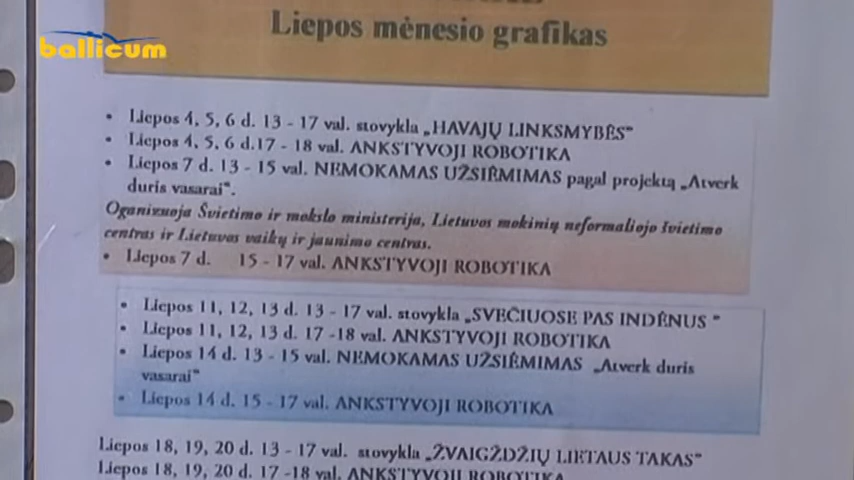 ballicum
Liepos mėnesio grafikas
• Liepos 4, 5, 6 d. 13 - 17 val. stovykla „HAVAJŲ LINKSMYBĖS“
• Liepos 4, 5, 6 d.17 - 18 val. ANKSTYVOJI ROBOTIKA
• Liepos 7 d. 13 - 15 val. NEMOKAMAS UŽSIĖMIMAS pagal projektą „Atverk
duris vasarai“.
Oganizuoja Švietimo ir mokslo ministerija, Lietuvos mokinių neformaliojo švietimo
centras ir Lietuvos vaikų ir jaunimo centras.
• Liepos 7 d. 15 - 17 val. ANKSTYVOJI ROBOTIKA
• Liepos 11, 12, 13 d. 13 - 17 val. stovykla „SVEČIUOSE PAS INDĖNUS “
• Liepos 11, 12, 13 d. 17 -18 val. ANKSTYVOJI ROBOTIKA
• Liepos 14 d. 13 - 15 val. NEMOKAMAS UŽSIĖMIMAS „Atverk duris
vasarai“
• Liepos 14 d. 15 - 17 val. ANKSTYVOJI ROBOTIKA
Liepos 18, 19, 20 d. 13 - 17 val. stovykla „ŽVAIGŽDŽIŲ LIETAUS TAKAS“
Liepos 18, 19, 20 d. 17 -18 val. ANKSTYVOJI ROBOTIKA